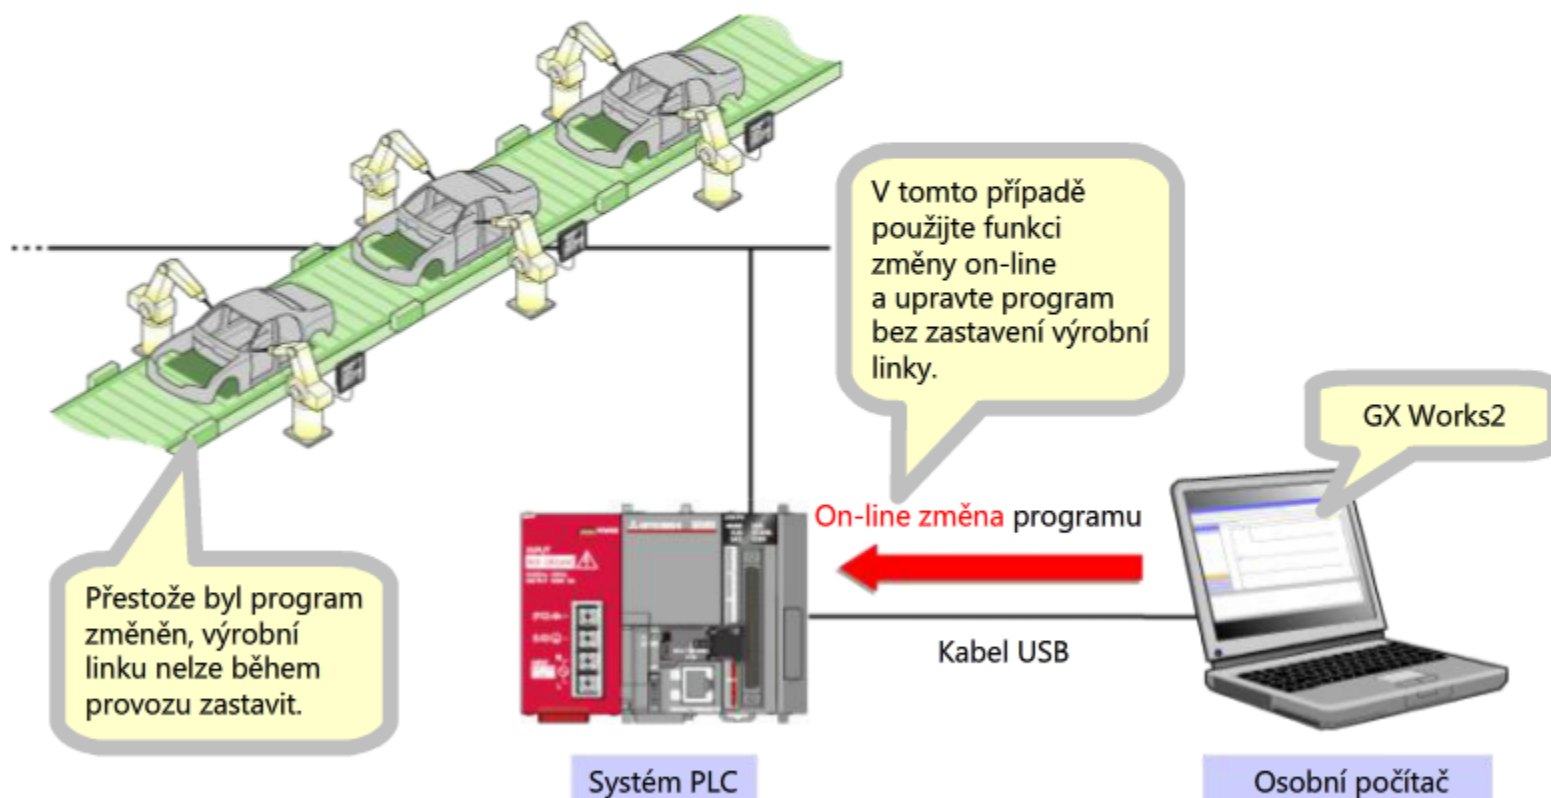 V tomto případě
použijte funkci
změny on-line
a upravte program
bez zastavení výrobní
linky.
GX Works2
On-line změna programu
Přestože byl program
změněn, výrobní
linku nelze během
provozu zastavit.
Kabel USB
Systém PLC
Osobní počítač